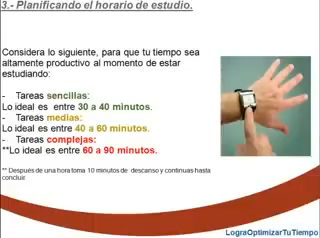 3.- Planificando el horario de estudio.
Considera lo siguiente, para que tu tiempo sea
altamente productivo al momento de estar
estudiando:
- Tareas sencillas:
Lo ideal es entre 30 a 40 minutos.
- Tareas medias:
Lo ideal es entre 40 a 60 minutos.
- Tareas complejas:
**Lo ideal es entre 60 a 90 minutos.
** Después de una hora toma 10 minutos de descanso y continuas hasta
concluir.
LograOptimizarTuTiempo